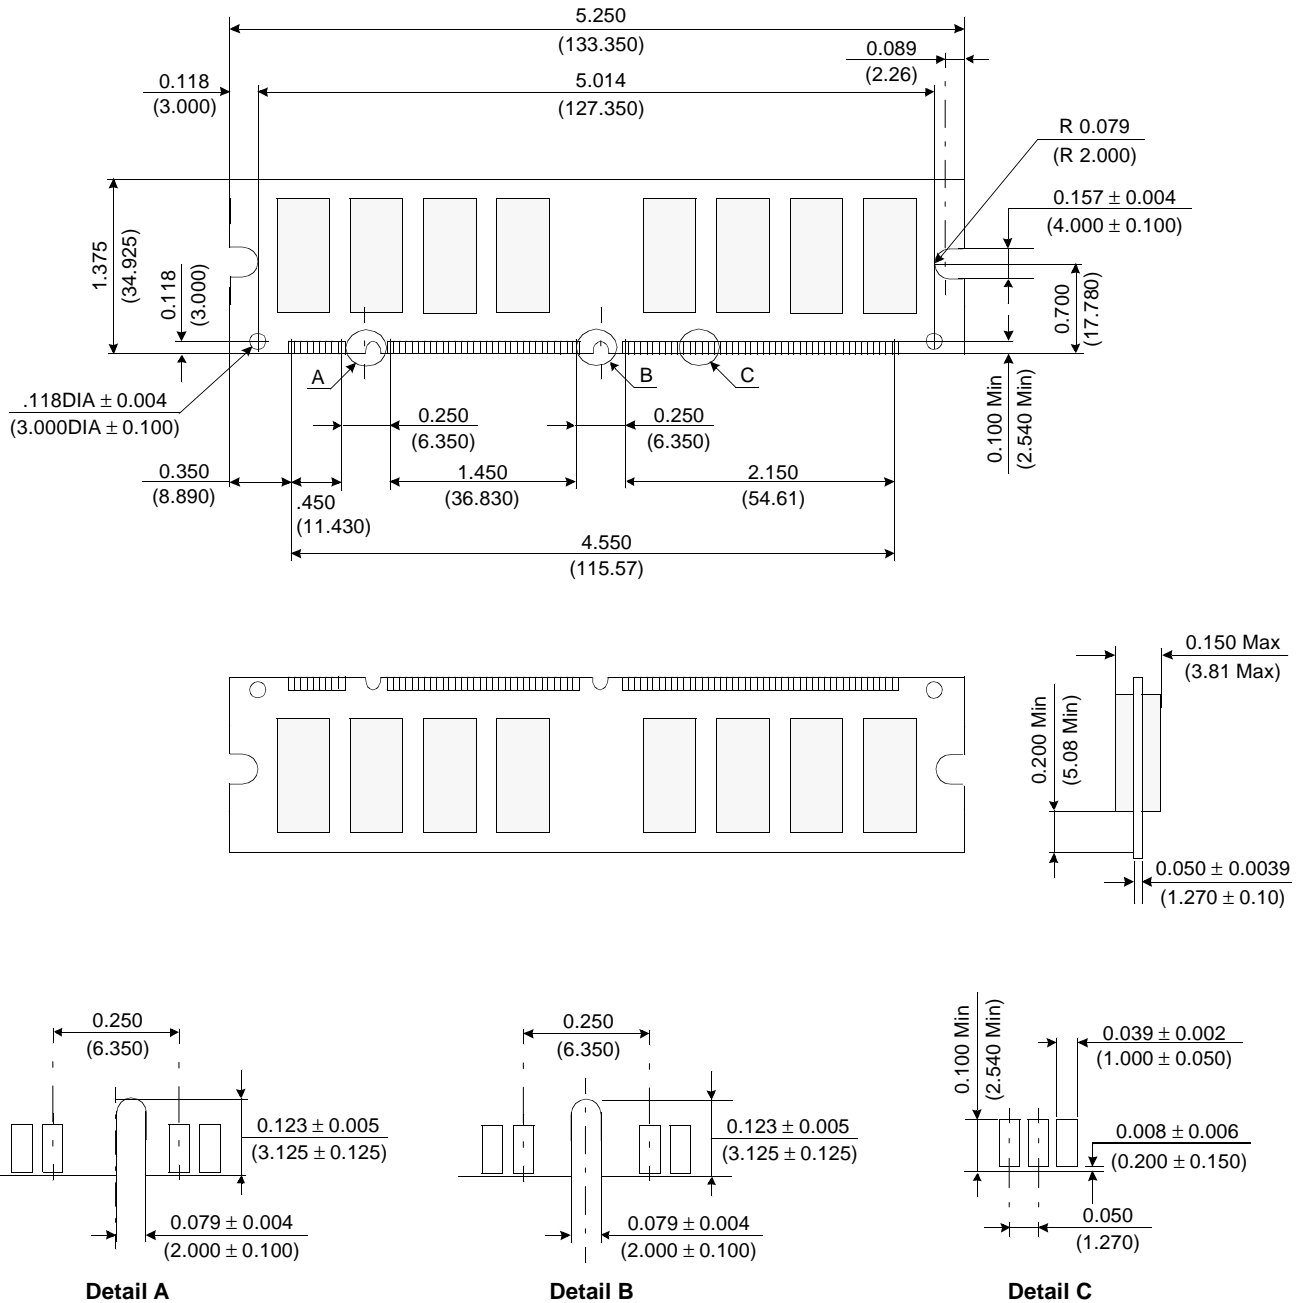 5.250
(133.350)
0.089
(2.26)
0.118
(3.000)
5.014
(127.350)
R 0.079
(R 2.000)
0.157 ± 0.004
(4.000 ± 0.100)
1.375
(34.925)
0.118
(3.000)
0.700
(17.780)
A
B
C
.118DIA ± 0.004
(3.000DIA ± 0.100)
0.250
(6.350)
0.250
(6.350)
0.100 Min
(2.540 Min)
0.350
(8.890)
.450
(11.430)
1.450
(36.830)
2.150
(54.61)
4.550
(115.57)
0.150 Max
(3.81 Max)
0.200 Min
(5.08 Min)
0.050 ± 0.0039
(1.270 ± 0.10)
0.250
(6.350)
0.123 ± 0.005
(3.125 ± 0.125)
0.079 ± 0.004
(2.000 ± 0.100)
Detail A
0.250
(6.350)
0.123 ± 0.005
(3.125 ± 0.125)
0.079 ± 0.004
(2.000 ± 0.100)
Detail B
0.100 Min
(2.540 Min)
0.039 ± 0.002
(1.000 ± 0.050)
0.008 ± 0.006
(0.200 ± 0.150)
0.050
(1.270)
Detail C